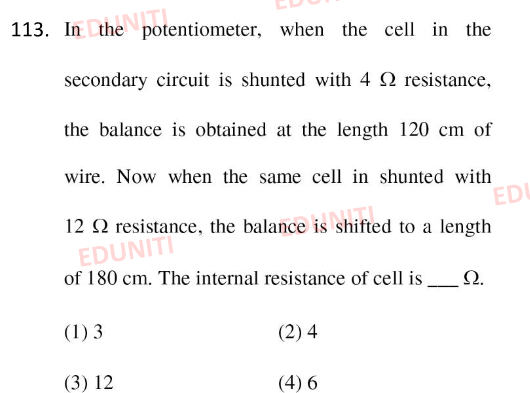 EDUNITI
113. In the potentiometer, when the cell in the
secondary circuit is shunted with 4 Ω resistance,
the balance is obtained at the length 120 cm of
wire. Now when the same cell in shunted with
12 Ω resistance, the balance is shifted to a length
EDUNITI
EDUNITI
of 180 cm. The internal resistance of cell is ___ Ω.
(1) 3 (2) 4
(3) 12 (4) 6